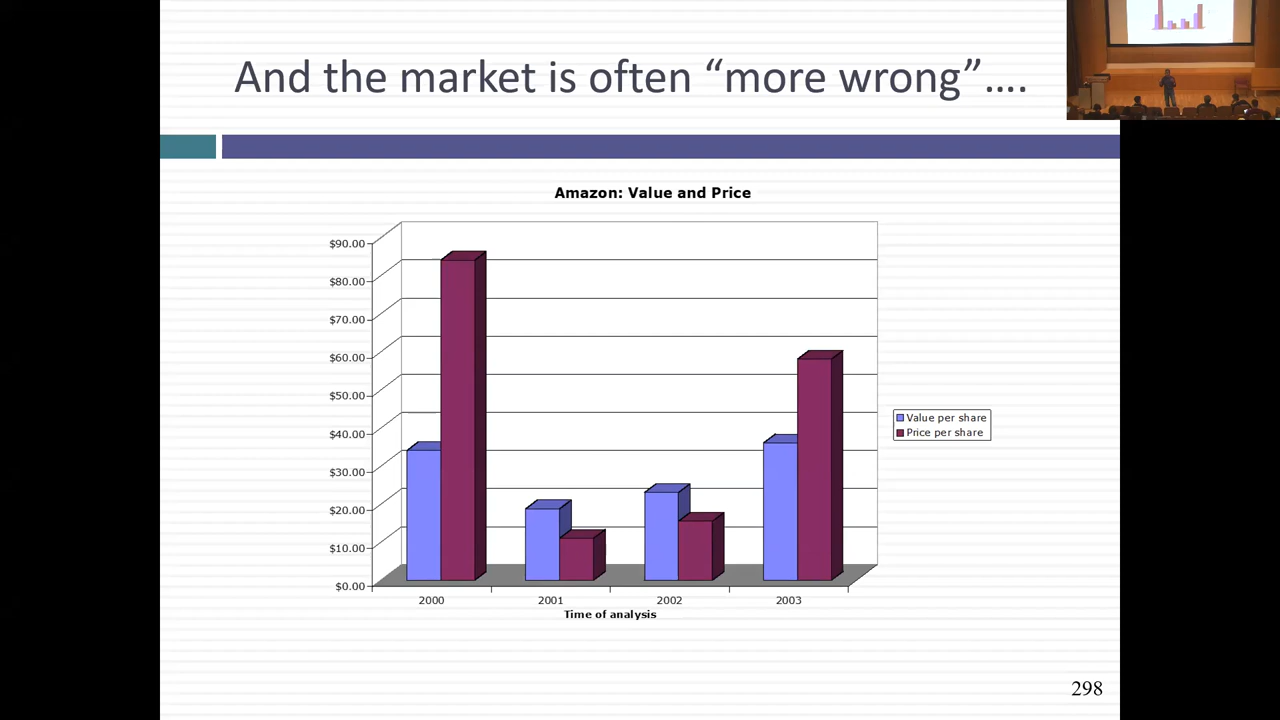 And the market is often “more wrong”….
Amazon: Value and Price
$90.00
$80.00
$70.00
$60.00
$50.00
$40.00
$30.00
$20.00
$10.00
$0.00
2000 2001 2002 2003
Time of analysis
Value per share
Price per share
298